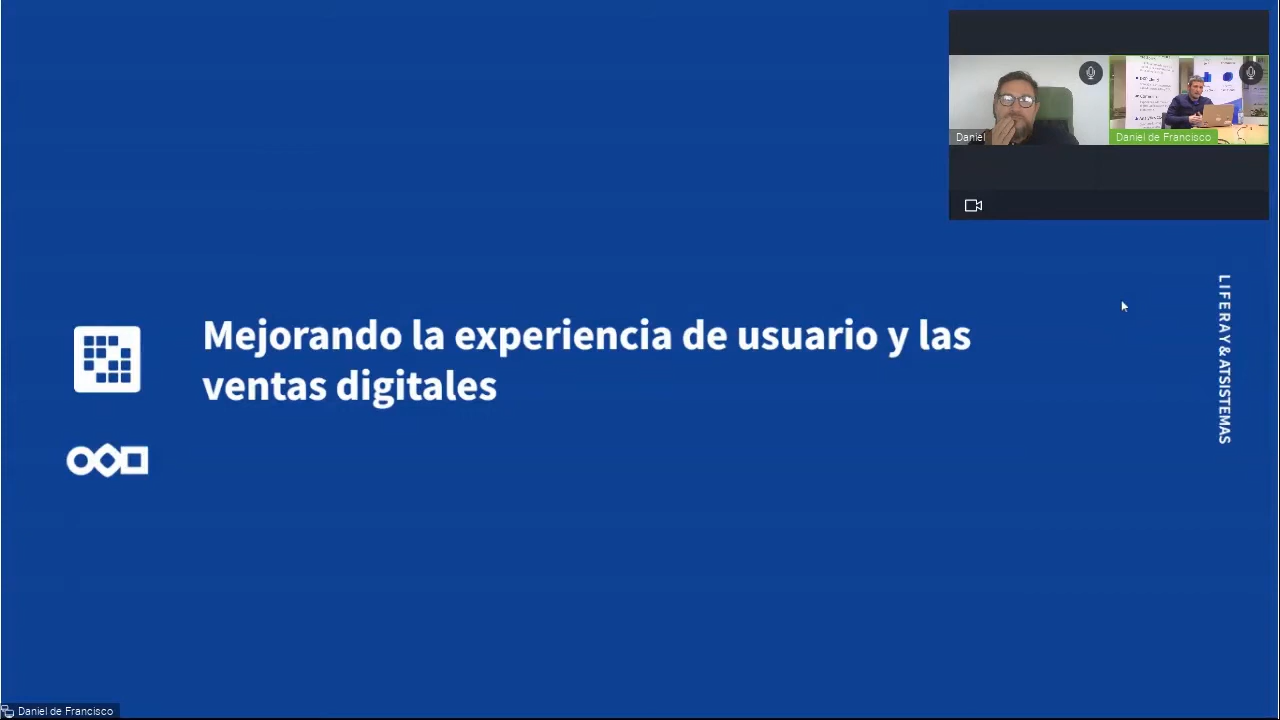 Daniel
Daniel de Francisco
Mejorando la experiencia de usuario y las
ventas digitales
LIFERAY & ATSISTEMAS
Daniel de Francisco